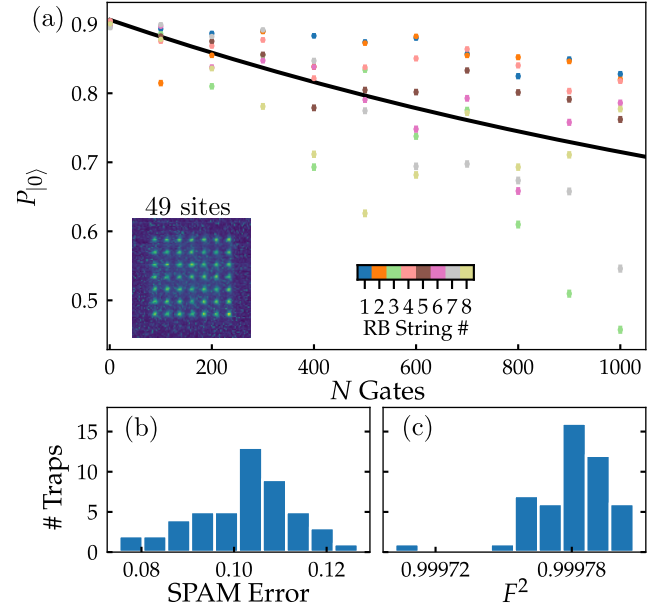 (a)
0.9
0.8
0.7
0.6
0.5
P|0⟩
49 sites
1 2 3 4 5 6 7 8
RB String #
0 200 400 600 800 1000
N Gates
(b)
15
10
5
0
# Traps
0.08 0.10 0.12
SPAM Error
(c)
0.99972 0.99978
F²